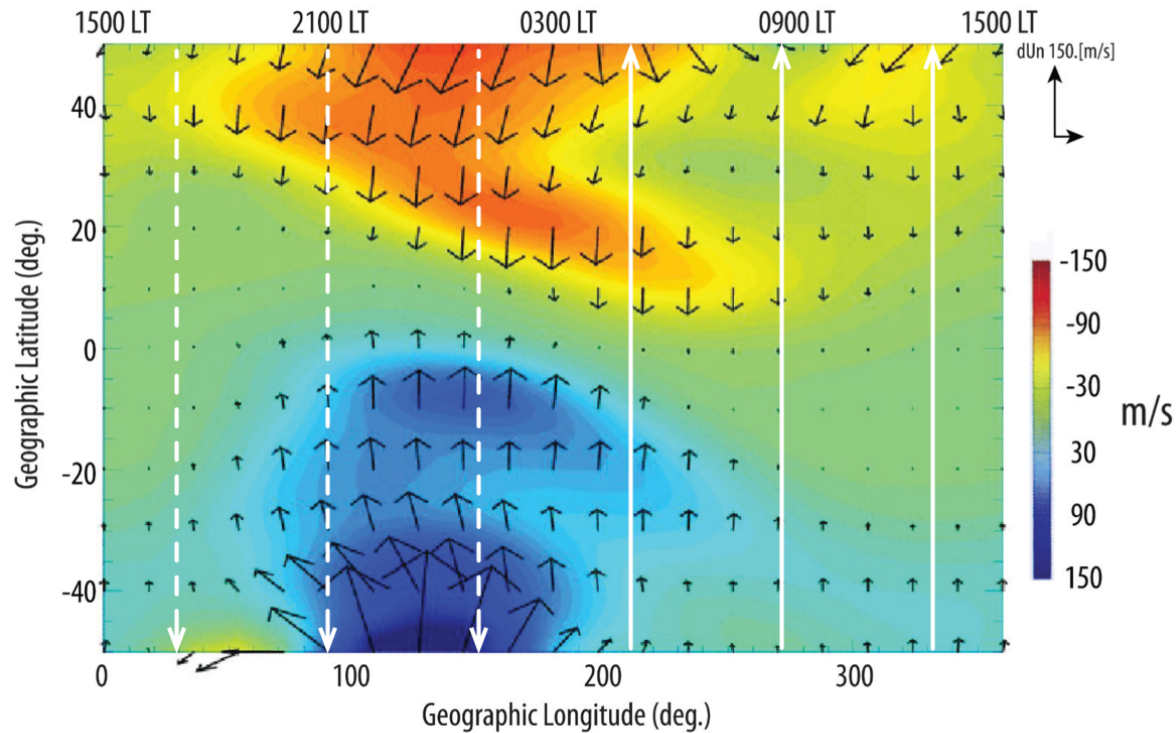 1500 LT 2100 LT 0300 LT 0900 LT 1500 LT
dUn 150.[m/s]
40
20
0
-20
-40
Geographic Latitude (deg.)
-150
-90
-30
30
90
150
m/s
0 100 200 300
Geographic Longitude (deg.)